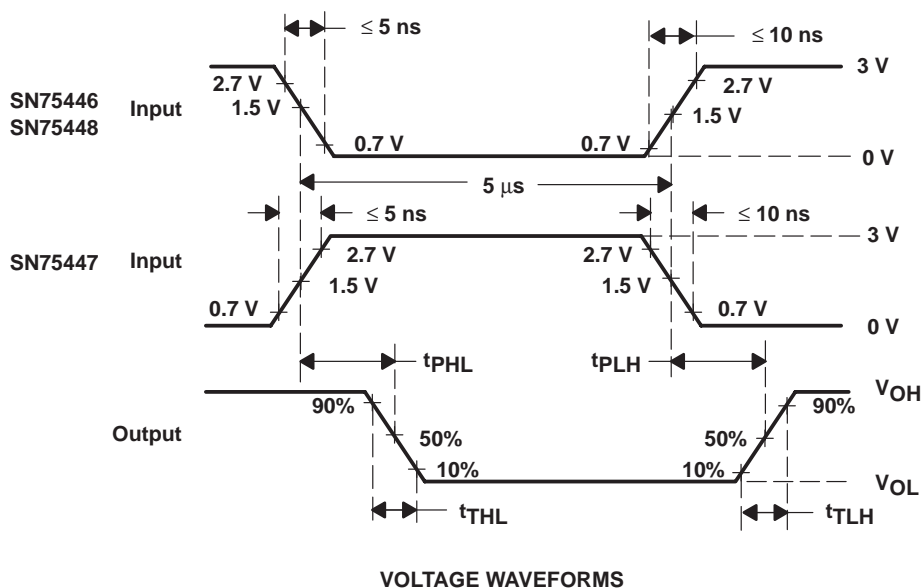 ≤ 5 ns
≤ 10 ns
3 V
2.7 V
2.7 V
SN75446
SN75448
Input
1.5 V
1.5 V
0.7 V
0.7 V
0 V
5 μs
≤ 5 ns
≤ 10 ns
3 V
SN75447
Input
2.7 V
2.7 V
1.5 V
1.5 V
0.7 V
0.7 V
0 V
tPHL
tPLH
VOH
90%
90%
Output
50%
50%
10%
10%
VOL
tTHL
tTLH
VOLTAGE WAVEFORMS